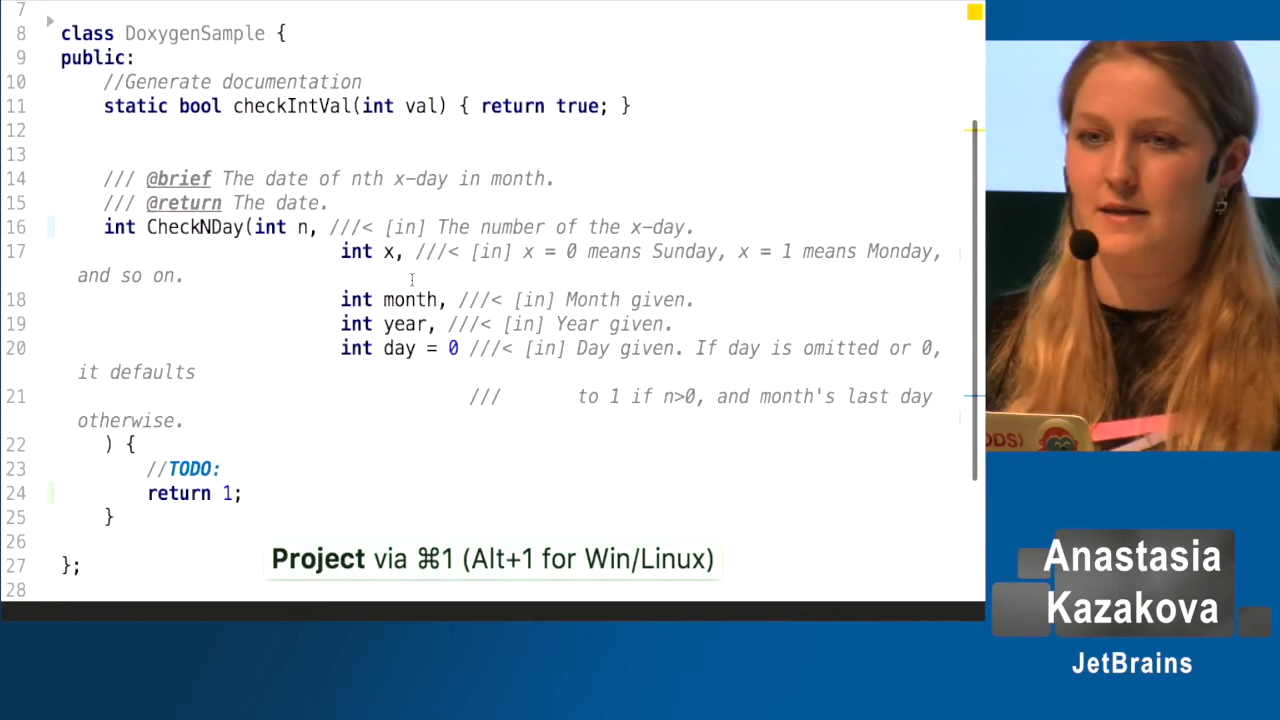 7
8 class DoxygenSample {
9 public:
10 //Generate documentation
11 static bool checkIntVal(int val) { return true; }
12
13
14 /// @brief The date of nth x-day in month.
15 /// @return The date.
16 int CheckNDay(int n, ///< [in] The number of the x-day.
17 int x, ///< [in] x = 0 means Sunday, x = 1 means Monday,
and so on.
18 int month, ///< [in] Month given.
19 int year, ///< [in] Year given.
20 int day = 0 ///< [in] Day given. If day is omitted or 0,
it defaults
21 /// to 1 if n>0, and month's last day
otherwise.
22 ) {
23 //TODO:
24 return 1;
25 }
26
27 };
28
Project via ⌘1 (Alt+1 for Win/Linux)
ODS)
Anastasia
Kazakova
JetBrains